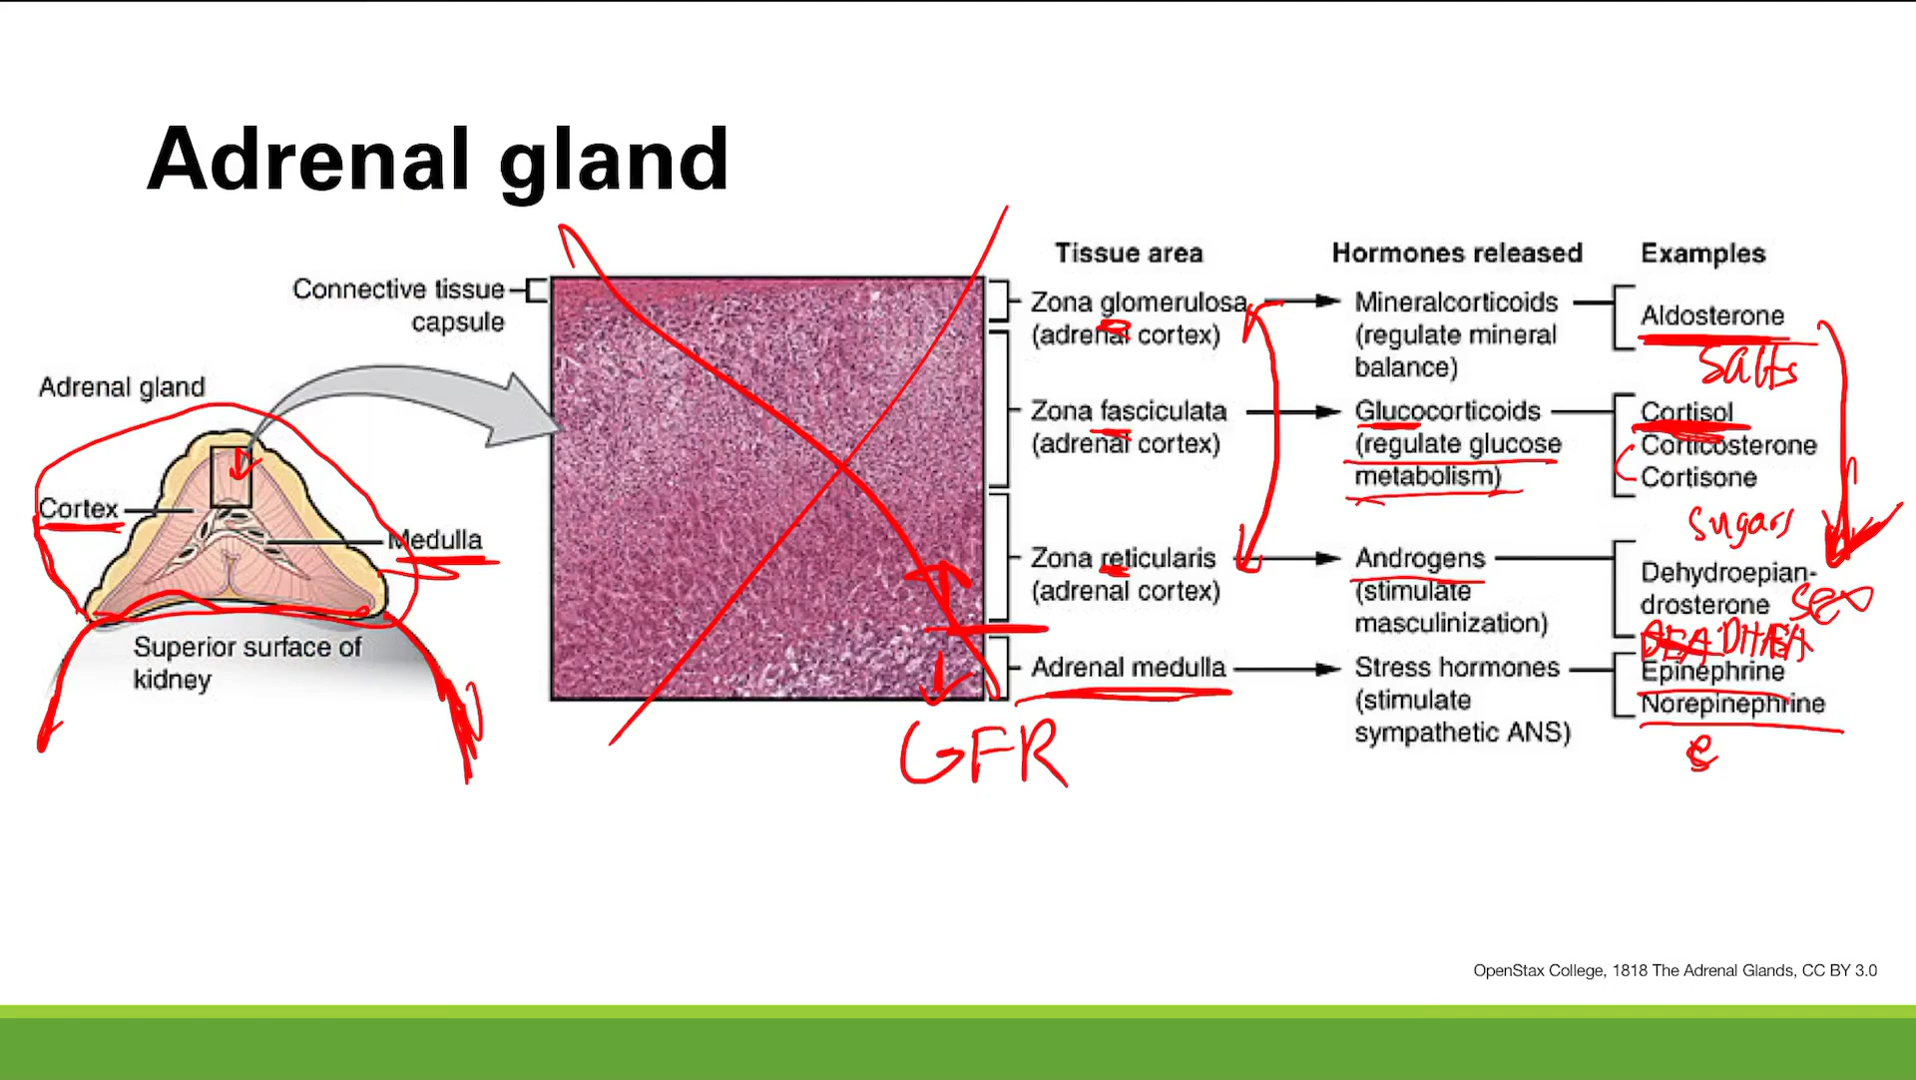 Adrenal gland
Connective tissue
capsule
Adrenal gland
Cortex
Medulla
Superior surface of
kidney
Tissue area
Zona glomerulosa
(adrenal cortex)
Zona fasciculata
(adrenal cortex)
Zona reticularis
(adrenal cortex)
Adrenal medulla
GFR
Hormones released
Mineralcorticoids
(regulate mineral
balance)
Glucocorticoids
(regulate glucose
metabolism)
Androgens
(stimulate
masculinization)
Stress hormones
(stimulate
sympathetic ANS)
Examples
Aldosterone
Salts
Cortisol
Corticosterone
Cortisone
Sugars
Dehydroepian-
drosterone
sex
DHEA
Epinephrine
Norepinephrine
OpenStax College, 1818 The Adrenal Glands, CC BY 3.0